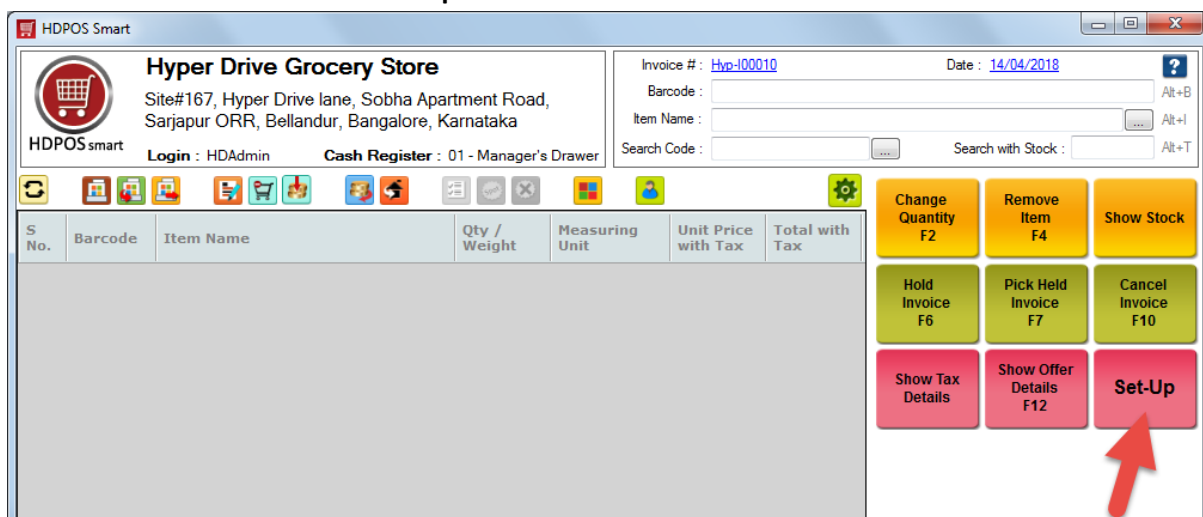 HDPOS Smart
Hyper Drive Grocery Store
Site#167, Hyper Drive lane, Sobha Apartment Road,
Sarjapur ORR, Bellandur, Bangalore, Karnataka
HDPOS smart
Login : HDAdmin Cash Register : 01 - Manager's Drawer
Invoice # : Hyp-I00010 Date : 14/04/2018 ?
Barcode : Alt+B
Item Name : ... Alt+I
Search Code : ... Search with Stock : Alt+T
S No.
Barcode
Item Name
Qty /
Weight
Measuring
Unit
Unit Price
with Tax
Total with
Tax
Change
Quantity
F2
Remove
Item
F4
Show Stock
Hold
Invoice
F6
Pick Held
Invoice
F7
Cancel
Invoice
F10
Show Tax
Details
Show Offer
Details
F12
Set-Up